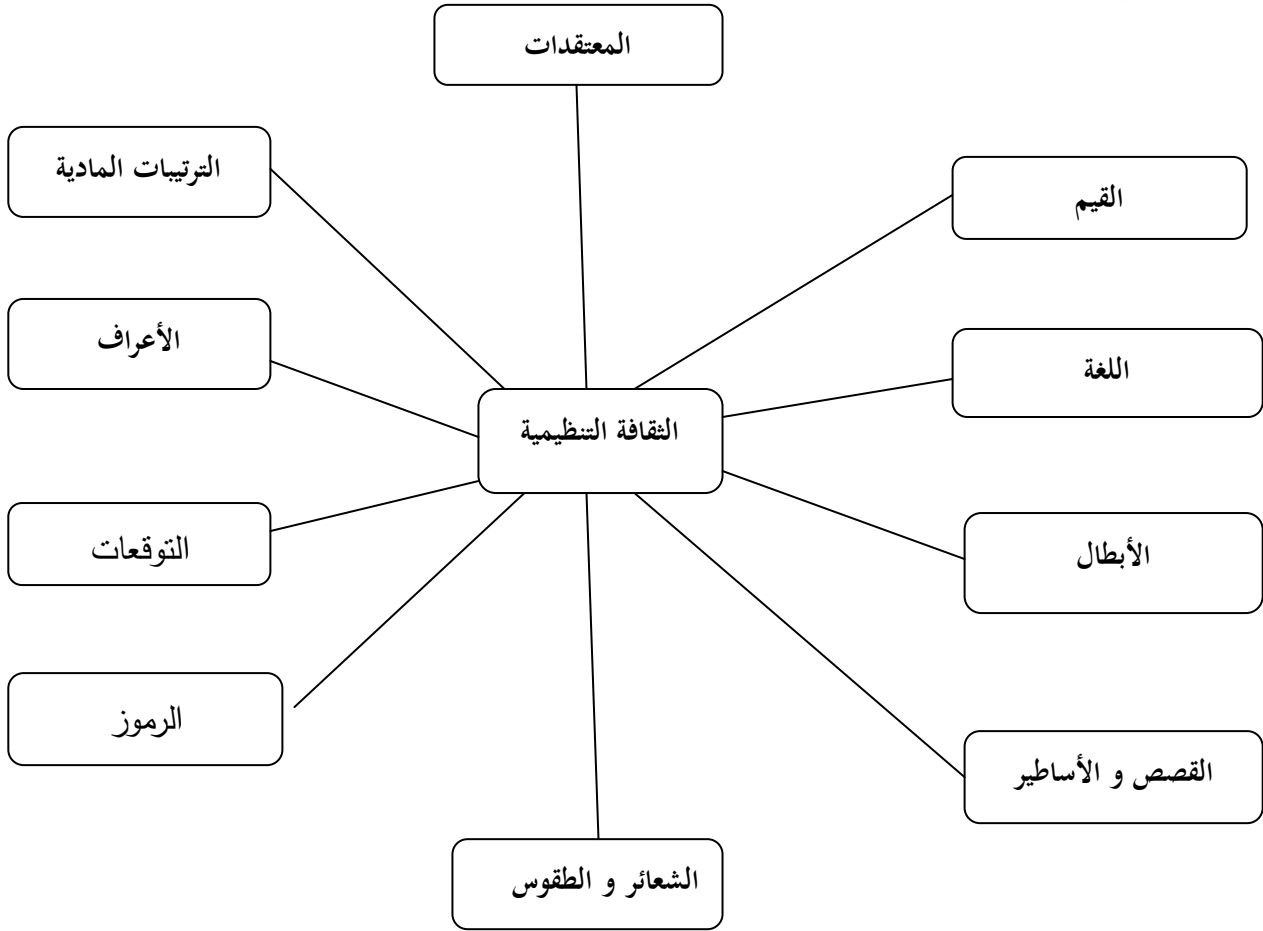 المعتقدات
الترتيبات المادية
القيم
الأعراف
اللغة
الثقافة التنظيمية
التوقعات
الأبطال
الرموز
القصص و الأساطير
الشعائر و الطقوس